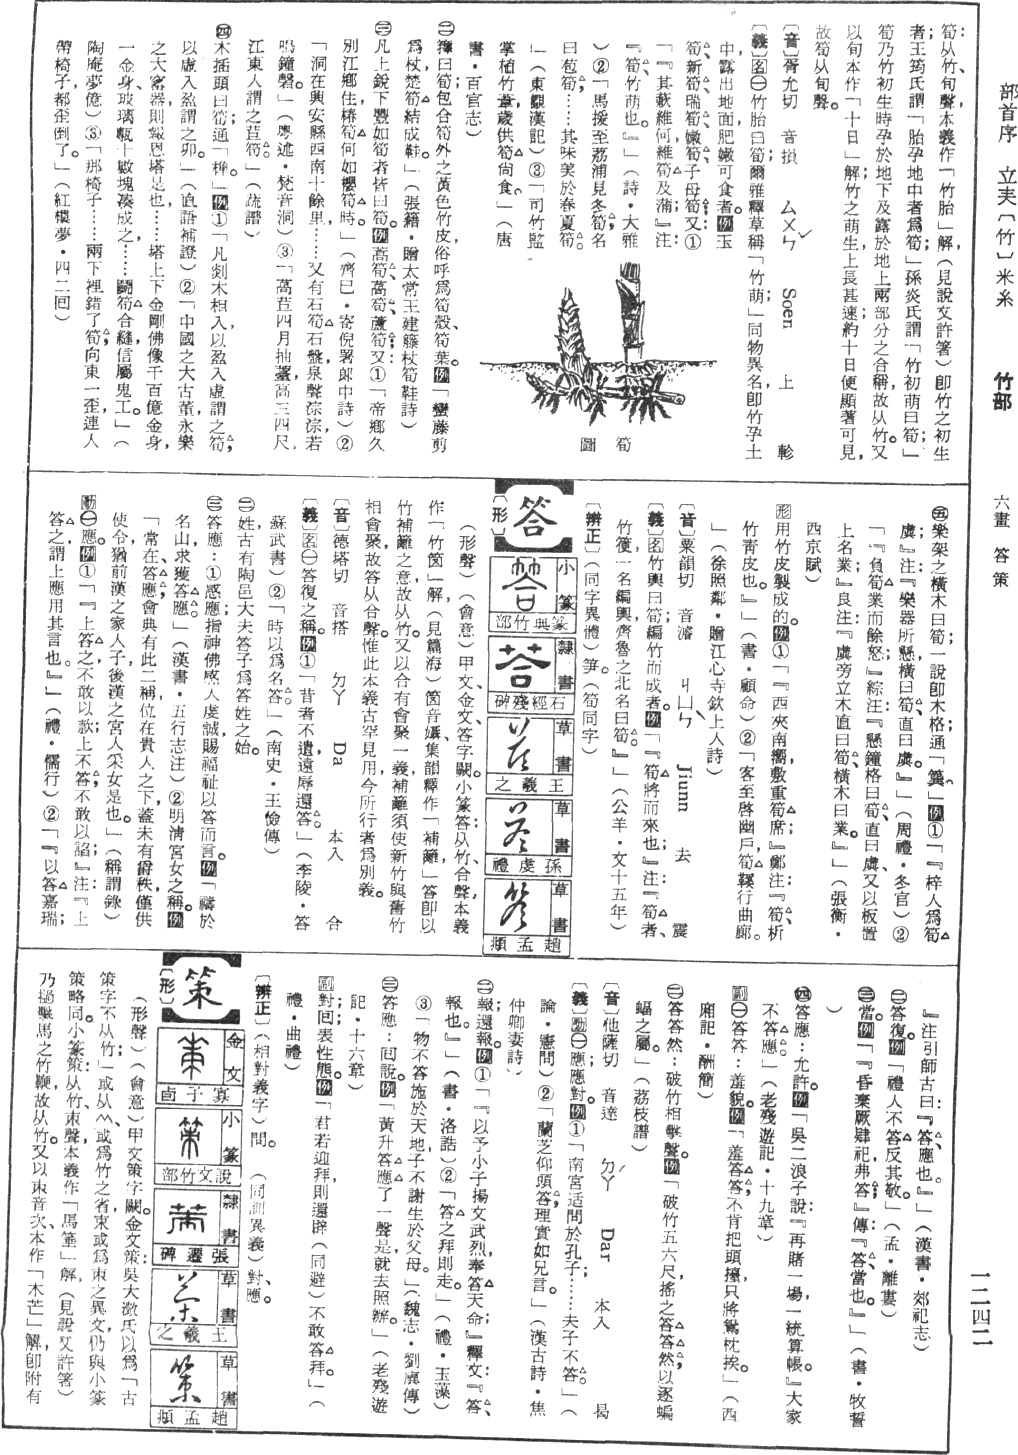 部首序 立夫〔竹〕米糸 竹部 六畫 答 策 一二四二
筍从竹、旬聲，本義作「竹胎」解，（見說文許箸）卽竹之初生
者；王筠氏謂「胎孕地中者爲筍」孫炎氏謂「竹初萌曰筍；」
筍乃竹初生時孕於地下及露於地上兩部分之合稱，故从竹。又
以旬本作「十日」解，竹之萌生上長甚速，約十日便顯著可見，
故筍从旬聲。
〔音〕胥允切 音損 ㄙㄨㄣˇ Soen 上 軫
〔義〕名㊀竹胎曰筍，爾雅釋草稱「竹萌；」同物異名，卽竹孕土
中，露出地面，肥嫩可食者。例玉
筍、新筍、瑞筍、嫩筍、子母筍；又：①
「『其蔌維何？維筍及蒲』注：
『筍，竹萌也。』」（詩・大雅
）②「馬援至荔浦，見冬筍，名
曰苞筍；……其味美於春夏筍。
」（東觀漢記）③「司竹監
掌植竹葦，歲供筍尙食。」（唐
書・百官志）
筍 圖
㊁籜曰筍，包合筍外之黃色竹皮，俗呼爲筍殼、筍葉。例「蠻藤剪
爲杖，楚筍結成鞋。」（張籍・贈太常王建籐杖筍鞋詩）
㊂凡上銳下豐如筍者皆曰筍。例蒿筍、萵筍、蘆筍；又：①「帝鄉久
別江鄉住，椿筍何如櫻筍時。」（齊已・寄倪署郞中詩）②
「洞在興安縣西南十餘里……又有石筍、石盤，泉聲淙淙，若
鳴鐘磬。」（粵述・梵音洞）③「萵苣四月抽薹，高三四尺，
江東人謂之苣筍。」（蔬譜）
㊃木插頭曰筍，通「榫」例①「凡剡木相入，以盈入虛謂之筍；
以虛入盈謂之卯。」（逌語補證）②「中國之大古董，永樂
之大窰器，則報恩塔是也……塔上下金剛佛像千百億金身，
一金身，琉璃甎十數塊湊成之……鬭筍合縫，信屬鬼工。」（
陶庵夢億）③「那椅子……兩下裡錯了筍，向東一歪，連人
帶椅子，都歪倒了。」（紅樓夢・四二回）
㊄樂架之橫木曰筍；一說卽木格，通「簨」例①「『梓人爲筍
虡』注：『樂器所懸，橫曰筍，直曰虡。』」（周禮・冬官）②
「『負筍業而餘怒』綜注：『懸鐘格曰筍，直曰虡，又以板置
上名業』良注：『虡旁立木直曰筍，橫木曰業。』」（張衡・
西京賦）
形用竹皮製成的。例①「『西夾南嚮，敷重筍席』鄭注：『筍，析
竹靑皮也。』」（書・顧命）②「客至啓幽戶，筍鞵行曲廊。
」（徐照鄰・贈江心寺欽上人詩）
〔音〕渠韻切 音濬 ㄐㄩㄣˋ Jiunn 去 震
〔義〕名竹輿曰筍，編竹而成者。例「『筍將而來也』注：『筍者，
竹箯，一名編輿，齊魯之北名曰筍。』」（公羊・文十五年）
〔辨正〕（同字異體）笋。（筍同字）
答
〔形〕
小篆 篆典竹部
隸書 石經殘碑
草書 王羲之
草書 孫虔禮
草書 趙孟頫
（形聲）（會意）甲文、金文答字闕。小篆答：从竹、合聲，本義
作「竹箇」解，（見篇海）箇音孃、集韻釋作「補籬，」答卽以
竹補籬之意，故从竹。又以合有會聚一義，補籬須使新竹與舊竹
相會聚，故答从合聲。惟此本義古罕見用，今所行者爲別義。
〔音〕德塔切 音搭 ㄉㄚ Da 本入 合
〔義〕名㊀答復之稱。例①「昔者不遺，遠辱還答。」（李陵・答
蘇武書）②「時以爲名答。」（南史・王儉傳）
㊁姓，古有陶邑大夫答子，爲答姓之始。
㊂答應：①感應，指神佛感人虔誠，賜福祉以答而言。例「禱於
名山，求獲答應。」（漢書・五行志注）②明清宮女之稱。例
「常在、答應，會典有此二稱，位在貴人之下，蓋未有爵秩，僅供
使令，猶前漢之家人子，後漢之宮人采女是也。」（稱謂錄）
動㊀應。例①「『上答之，不敢以款；上不答，不敢以諂』注：『上
答之，謂上應用其言也。』」（禮・儒行）②「『以答嘉瑞；
』注引師古曰：『答，應也。』」（漢書・郊祀志）
㊁答復。例「禮人不答，反其敬。」（孟・離婁）
㊂當。例「『昏棄厥肆祀弗答；』傳：『答，當也。』」（書・牧誓
）
㊃答應：允許。例「吳二浪子說：『再賭一場，一統算帳。』大家
不答應。」（老殘遊記・十九章）
副㊀答答：羞貌。例「羞答答，不肯把頭擡，只將鴛枕挨。」（西
廂記・酬簡）
㊁答答然：破竹相擊聲。例「破竹五六尺搖之，答答然，以逐蝙
蝠之屬。」（荔枝譜）
〔音〕他薩切 音達 ㄉㄚˊ Dar 本入 曷
〔義〕動㊀應；應對。例①「南宮适問於孔子……夫子不答。」（
論・憲問）②「蘭芝仰頭答，理實如兄言。」（漢古詩・焦
仲卿妻詩）
㊁報；還報。例①「『以予小子揚文武烈，奉答天命；』釋文：『答，
報也。』」（書・洛誥）②「答之拜則走。」（禮・玉藻）
③「物不答施於天地，子不謝生於父母。」（魏志・劉廙傳）
㊂答應：回說。例「黃升答應了一聲是，就去照辦。」（老殘遊
記・十六章）
副對；回表性態。例「君若迎拜，則還辟（同避）不敢答拜。」（
禮・曲禮）
〔辨正〕（相對義字）問。 （同訓異義）對、應。
策
〔形〕
金文 寡子卣
小篆 說文竹部
隸書 張遷碑
草書 王羲之
草書 趙孟頫
（形聲）（會意）甲文策字闕。金文策：吳大澂氏以爲「古
策字不从竹；」或从𥫗，或爲竹之省，朿或爲朿之異文，仍與小篆
策略同。小篆策：从竹、朿聲，本義作「馬箠」解，（見說文許箸）
乃撾擊馬之竹鞭，故从竹。又以朿音次，本作「木芒」解，卽附有